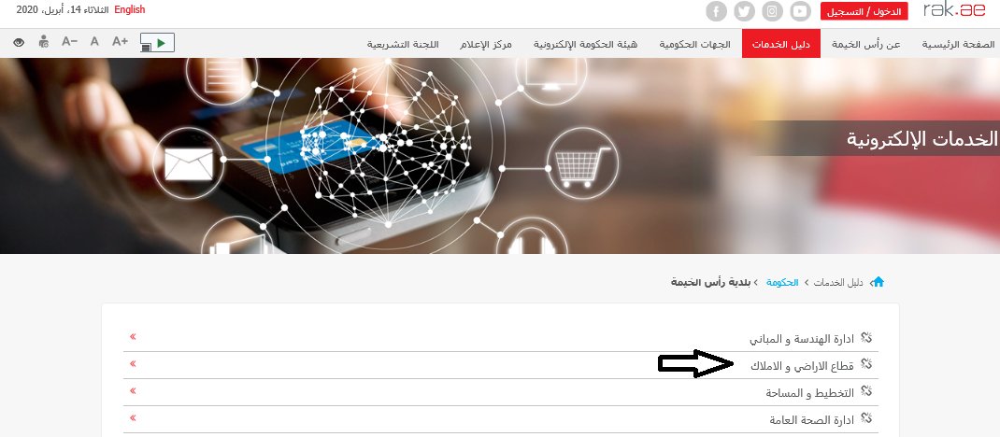 rak.ae
الدخول / التسجيل
English الثلاثاء 14، أبريل، 2020
الصفحة الرئيسية عن رأس الخيمة دليل الخدمات الجهات الحكومية هيئة الحكومة الإلكترونية مركز الإعلام اللجنة التشريعية
A+ A A−
الخدمات الإلكترونية
دليل الخدمات > الحكومة > بلدية رأس الخيمة
ادارة الهندسة و المباني
قطاع الاراضي و الاملاك
التخطيط و المساحة
ادارة الصحة العامة